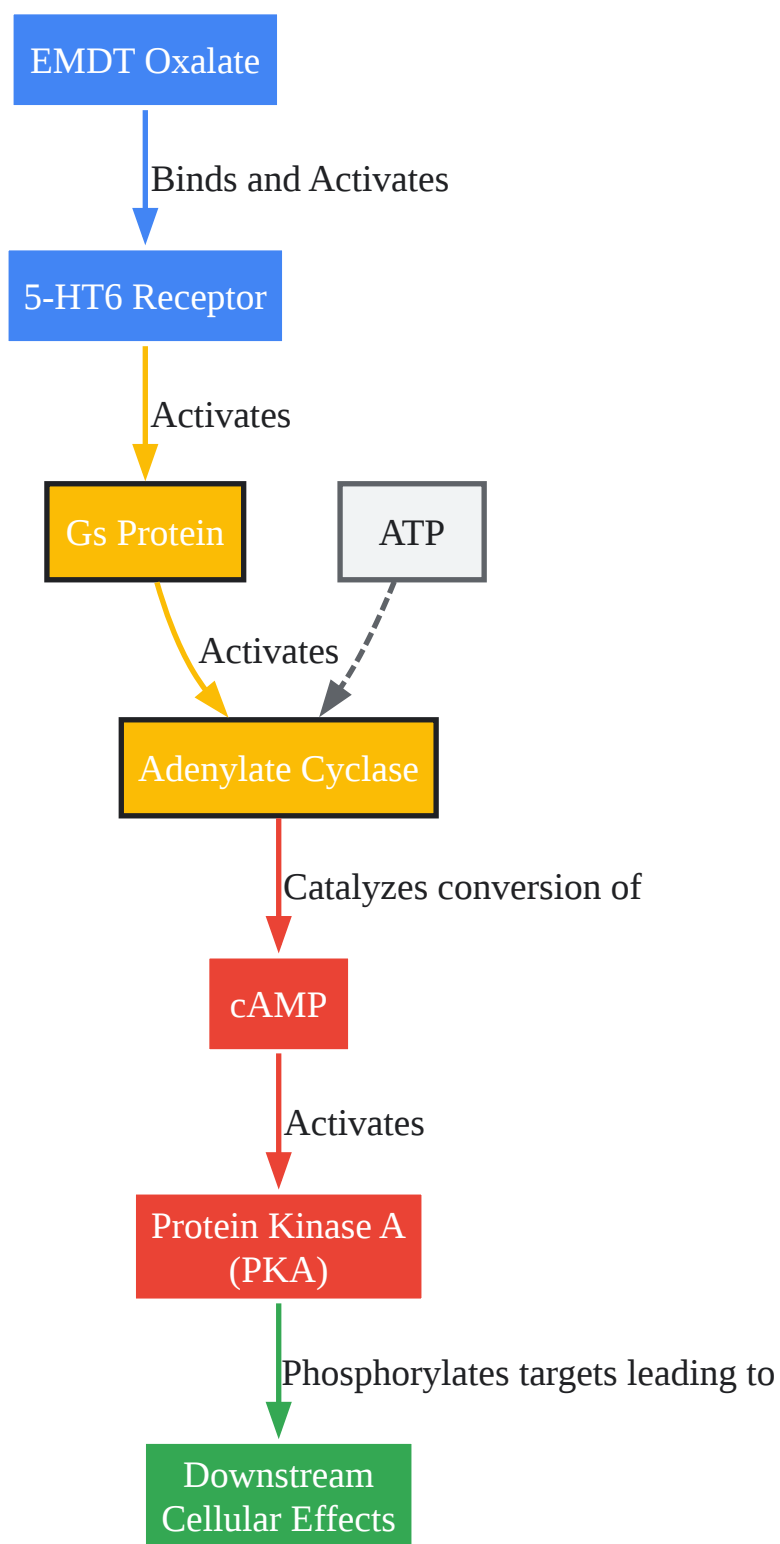 EMDT Oxalate
Binds and Activates
5-HT6 Receptor
Activates
Gs Protein
ATP
Activates
Adenylate Cyclase
Catalyzes conversion of
cAMP
Activates
Protein Kinase A
(PKA)
Phosphorylates targets leading to
Downstream
Cellular Effects